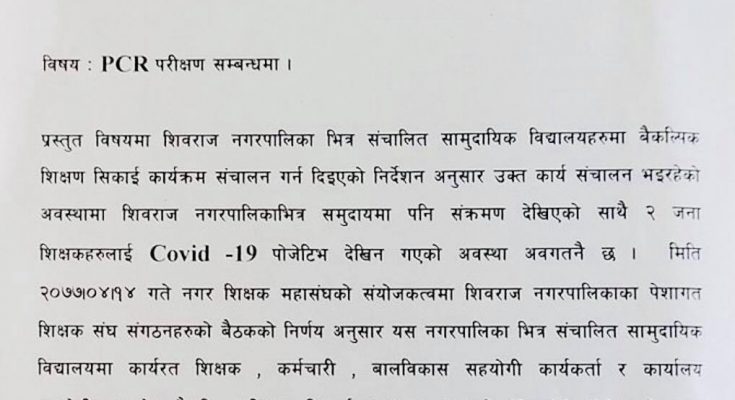 विषय : PCR परीक्षण सम्बन्धमा ।
प्रस्तुत विषयमा शिवराज नगरपालिका भित्र संचालित सामुदायिक विद्यालयहरुमा बैकल्पिक
शिक्षण सिकाई कार्यक्रम संचालन गर्न दिइएको निर्देशन अनुसार उक्त कार्य संचालन भइरहेको
अवस्थामा शिवराज नगरपालिकाभित्र समुदायमा पनि संक्रमण देखिएको साथै २ जना
शिक्षकहरुलाई Covid -19 पोजेटिभ देखिन गएको अवस्था अवगतनै छ । मिति
२०७७।०४।१४ गते नगर शिक्षक महासंघको संयोजकत्वमा शिवराज नगरपालिकाका पेशागत
शिक्षक संघ संगठनहरुको बैठकको निर्णय अनुसार यस नगरपालिका भित्र संचालित सामुदायिक
विद्यालयमा कार्यरत शिक्षक , कर्मचारी , बालविकास सहयोगी कार्यकर्ता र कार्यालय